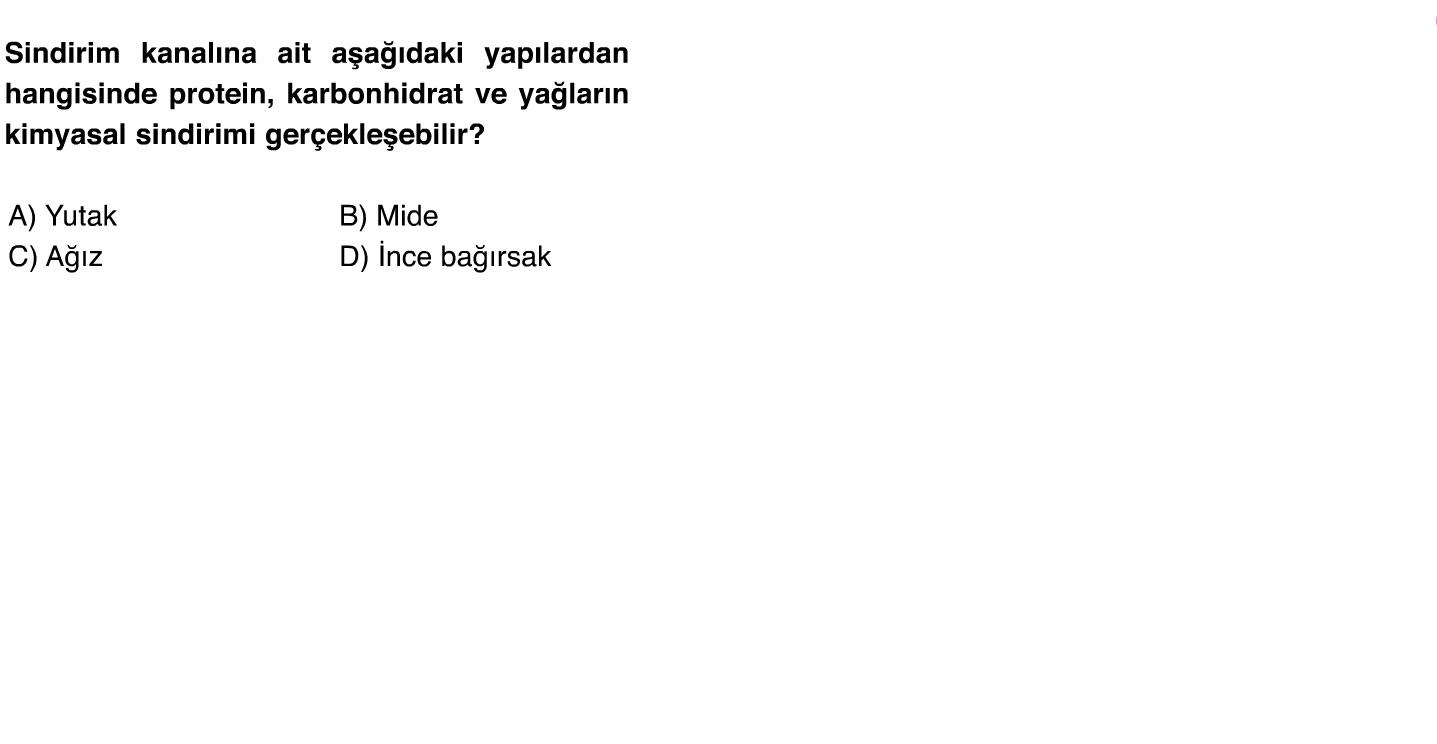 Sindirim kanalına ait aşağıdaki yapılardan
hangisinde protein, karbonhidrat ve yağların
kimyasal sindirimi gerçekleşebilir?
A) Yutak B) Mide
C) Ağız D) İnce bağırsak